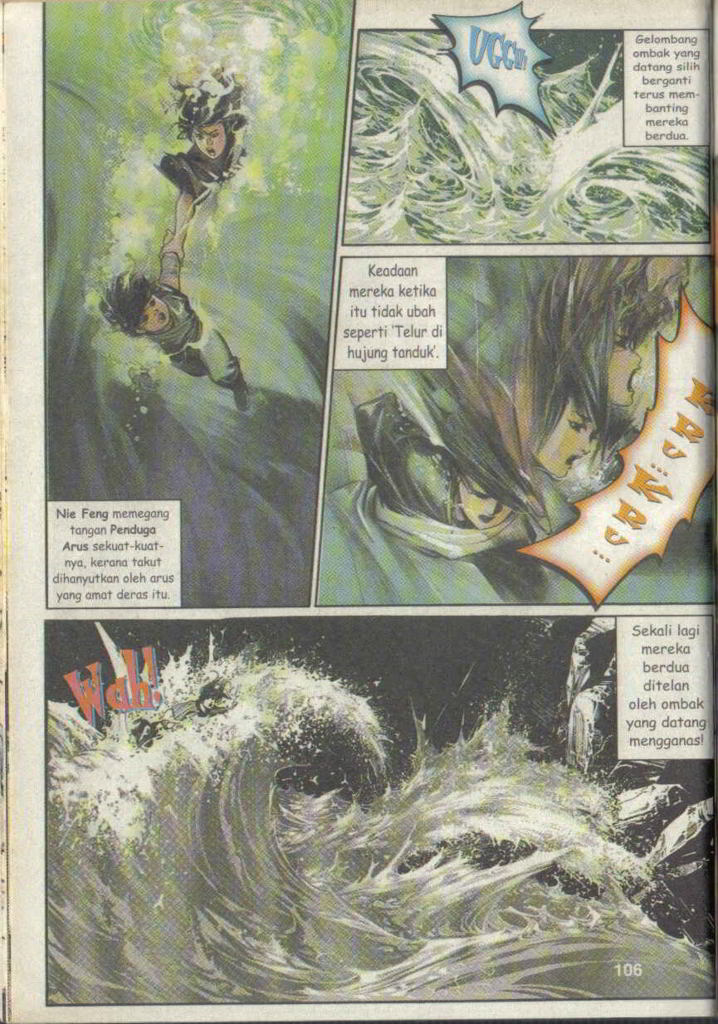 Nie Feng memegang
tangan Penduga
Arus sekuat-kuat-
nya, kerana takut
dihanyutkan oleh arus
yang amat deras itu.
UGG!!!
Gelombang
ombak yang
datang silih
berganti
terus mem-
banting
mereka
berdua.
Keadaan
mereka ketika
itu tidak ubah
seperti 'Telur di
hujung tanduk'.
Wah!
Sekali lagi
mereka
berdua
ditelan
oleh ombak
yang datang
mengganas!
106